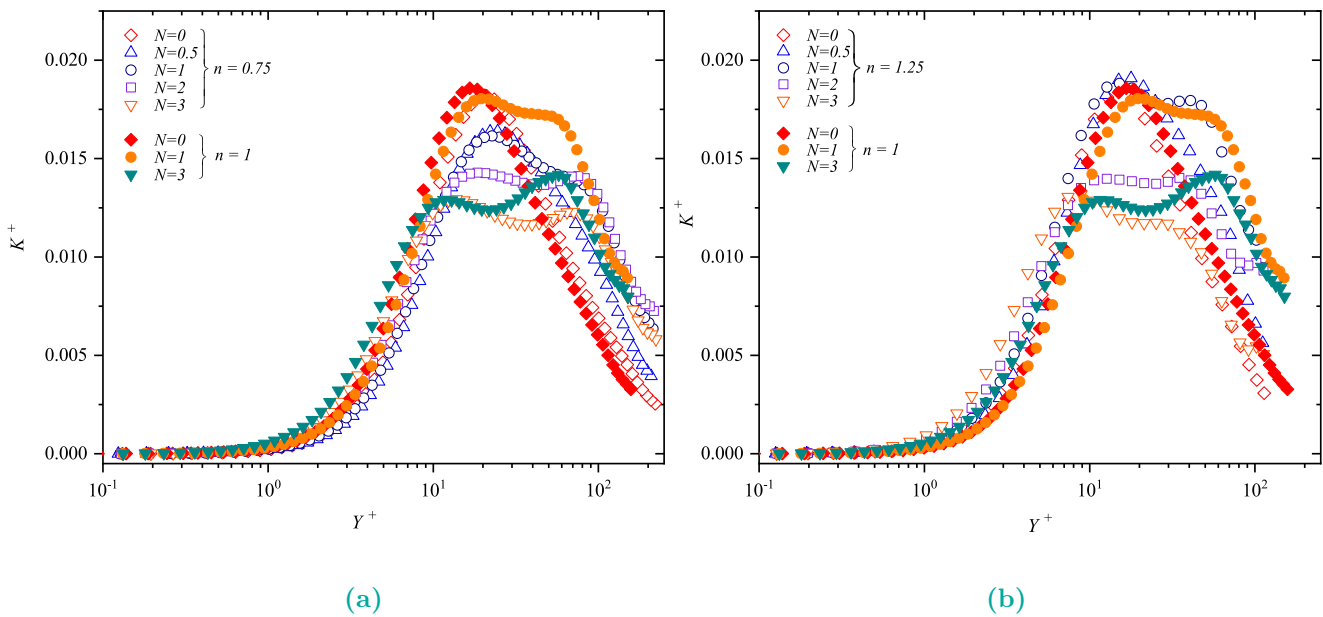 0.020
0.015
0.010
0.005
0.000
K +
N=0
N=0.5
N=1
N=2
N=3
n = 0.75
N=0
N=1
N=3
n = 1
10-1
100
101
102
Y +
(a)
0.020
0.015
0.010
0.005
0.000
K +
N=0
N=0.5
N=1
N=2
N=3
n = 1.25
N=0
N=1
N=3
n = 1
10-1
100
101
102
Y +
(b)